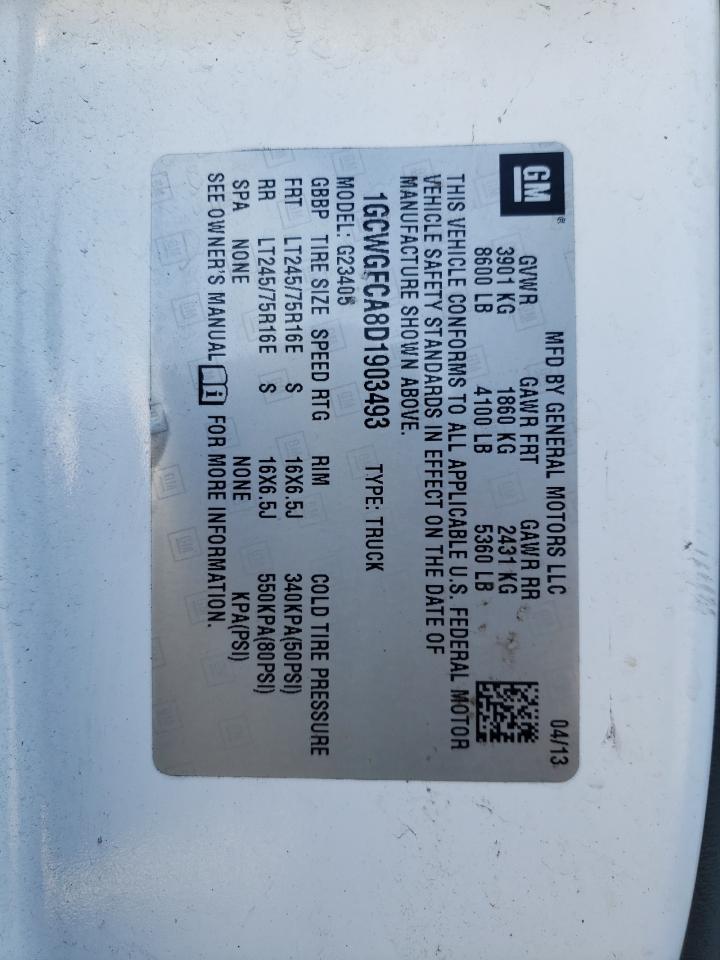 GM®
MFD BY GENERAL MOTORS LLC 04/13
GVWR GAWR FRT GAWR RR
3901 KG 1860 KG 2431 KG
8600 LB 4100 LB 5360 LB
THIS VEHICLE CONFORMS TO ALL APPLICABLE U.S. FEDERAL MOTOR
VEHICLE SAFETY STANDARDS IN EFFECT ON THE DATE OF
MANUFACTURE SHOWN ABOVE.
1GCWGFCA8D1903493 TYPE: TRUCK
MODEL: G23405
GBBP TIRE SIZE SPEED RTG RIM COLD TIRE PRESSURE
FRT LT245/75R16E S 16X6.5J 340KPA(50PSI)
RR LT245/75R16E S 16X6.5J 550KPA(80PSI)
SPA NONE NONE KPA(PSI)
SEE OWNER'S MANUAL i FOR MORE INFORMATION.